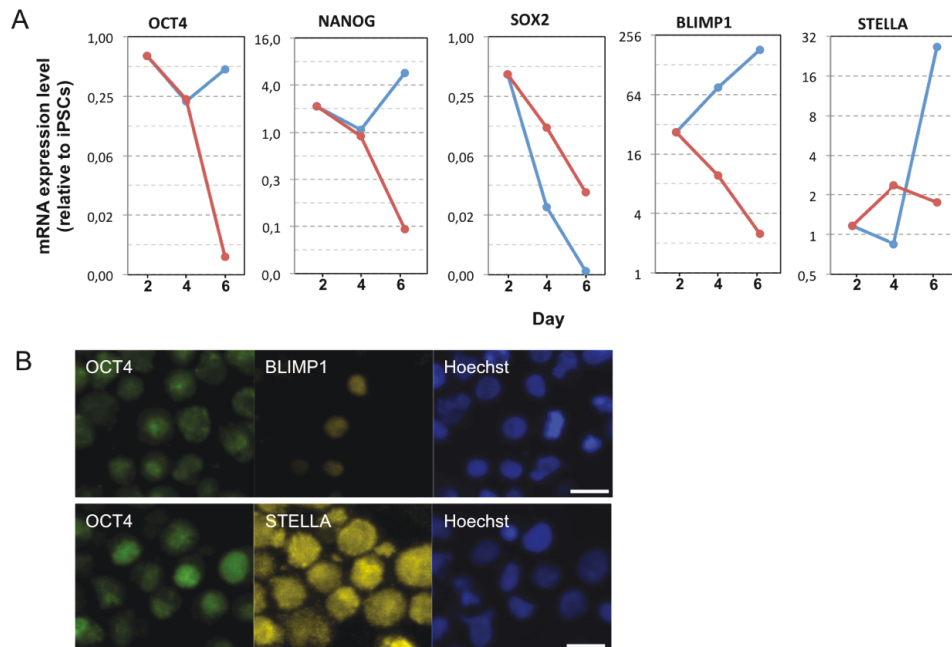 A
OCT4
NANOG
SOX2
BLIMP1
STELLA
mRNA expression level
(relative to iPSCs)
1,00
0,25
0,06
0,02
0,00
2 4 6
16,0
4,0
1,0
0,3
0,1
0,0
2 4 6
1,00
0,25
0,06
0,02
0,00
2 4 6
256
64
16
4
1
2 4 6
32
16
8
4
2
1
0,5
2 4 6
Day
B
OCT4
BLIMP1
Hoechst
OCT4
STELLA
Hoechst